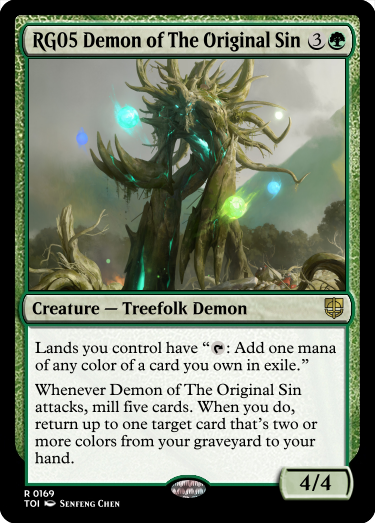 RG05 Demon of The Original Sin 3
Creature — Treefolk Demon
Lands you control have “T: Add one mana
of any color of a card you own in exile.”
Whenever Demon of The Original Sin
attacks, mill five cards. When you do,
return up to one target card that's two or
more colors from your graveyard to your
hand.
4/4
R 0169
TOI Senfeng Chen